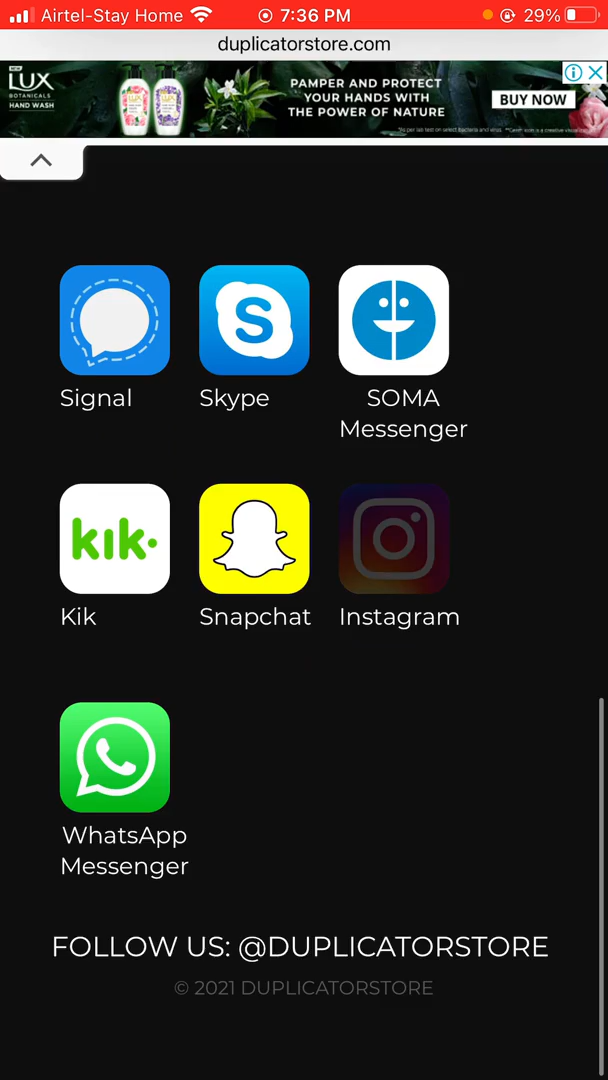 Airtel-Stay Home 7:36 PM 29%
duplicatorstore.com
NEW
LUX
BOTANICALS
HAND WASH
PAMPER AND PROTECT
YOUR HANDS WITH
THE POWER OF NATURE
BUY NOW
Signal Skype SOMA
Messenger
kik.
Kik Snapchat Instagram
WhatsApp
Messenger
FOLLOW US: @DUPLICATORSTORE
© 2021 DUPLICATORSTORE